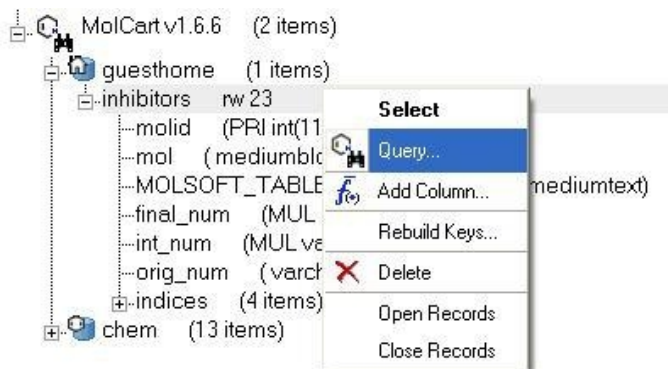 MolCart v1.6.6 (2 items)
guesthome (1 items)
inhibitors rw 23
molid (PRI int(11
mol (mediumblo
MOLSOFT_TABLE mediumtext)
final_num (MUL
int_num (MUL va
orig_num (varch
indices (4 items)
chem (13 items)
Select
Query...
f(•) Add Column...
Rebuild Keys...
Delete
Open Records
Close Records